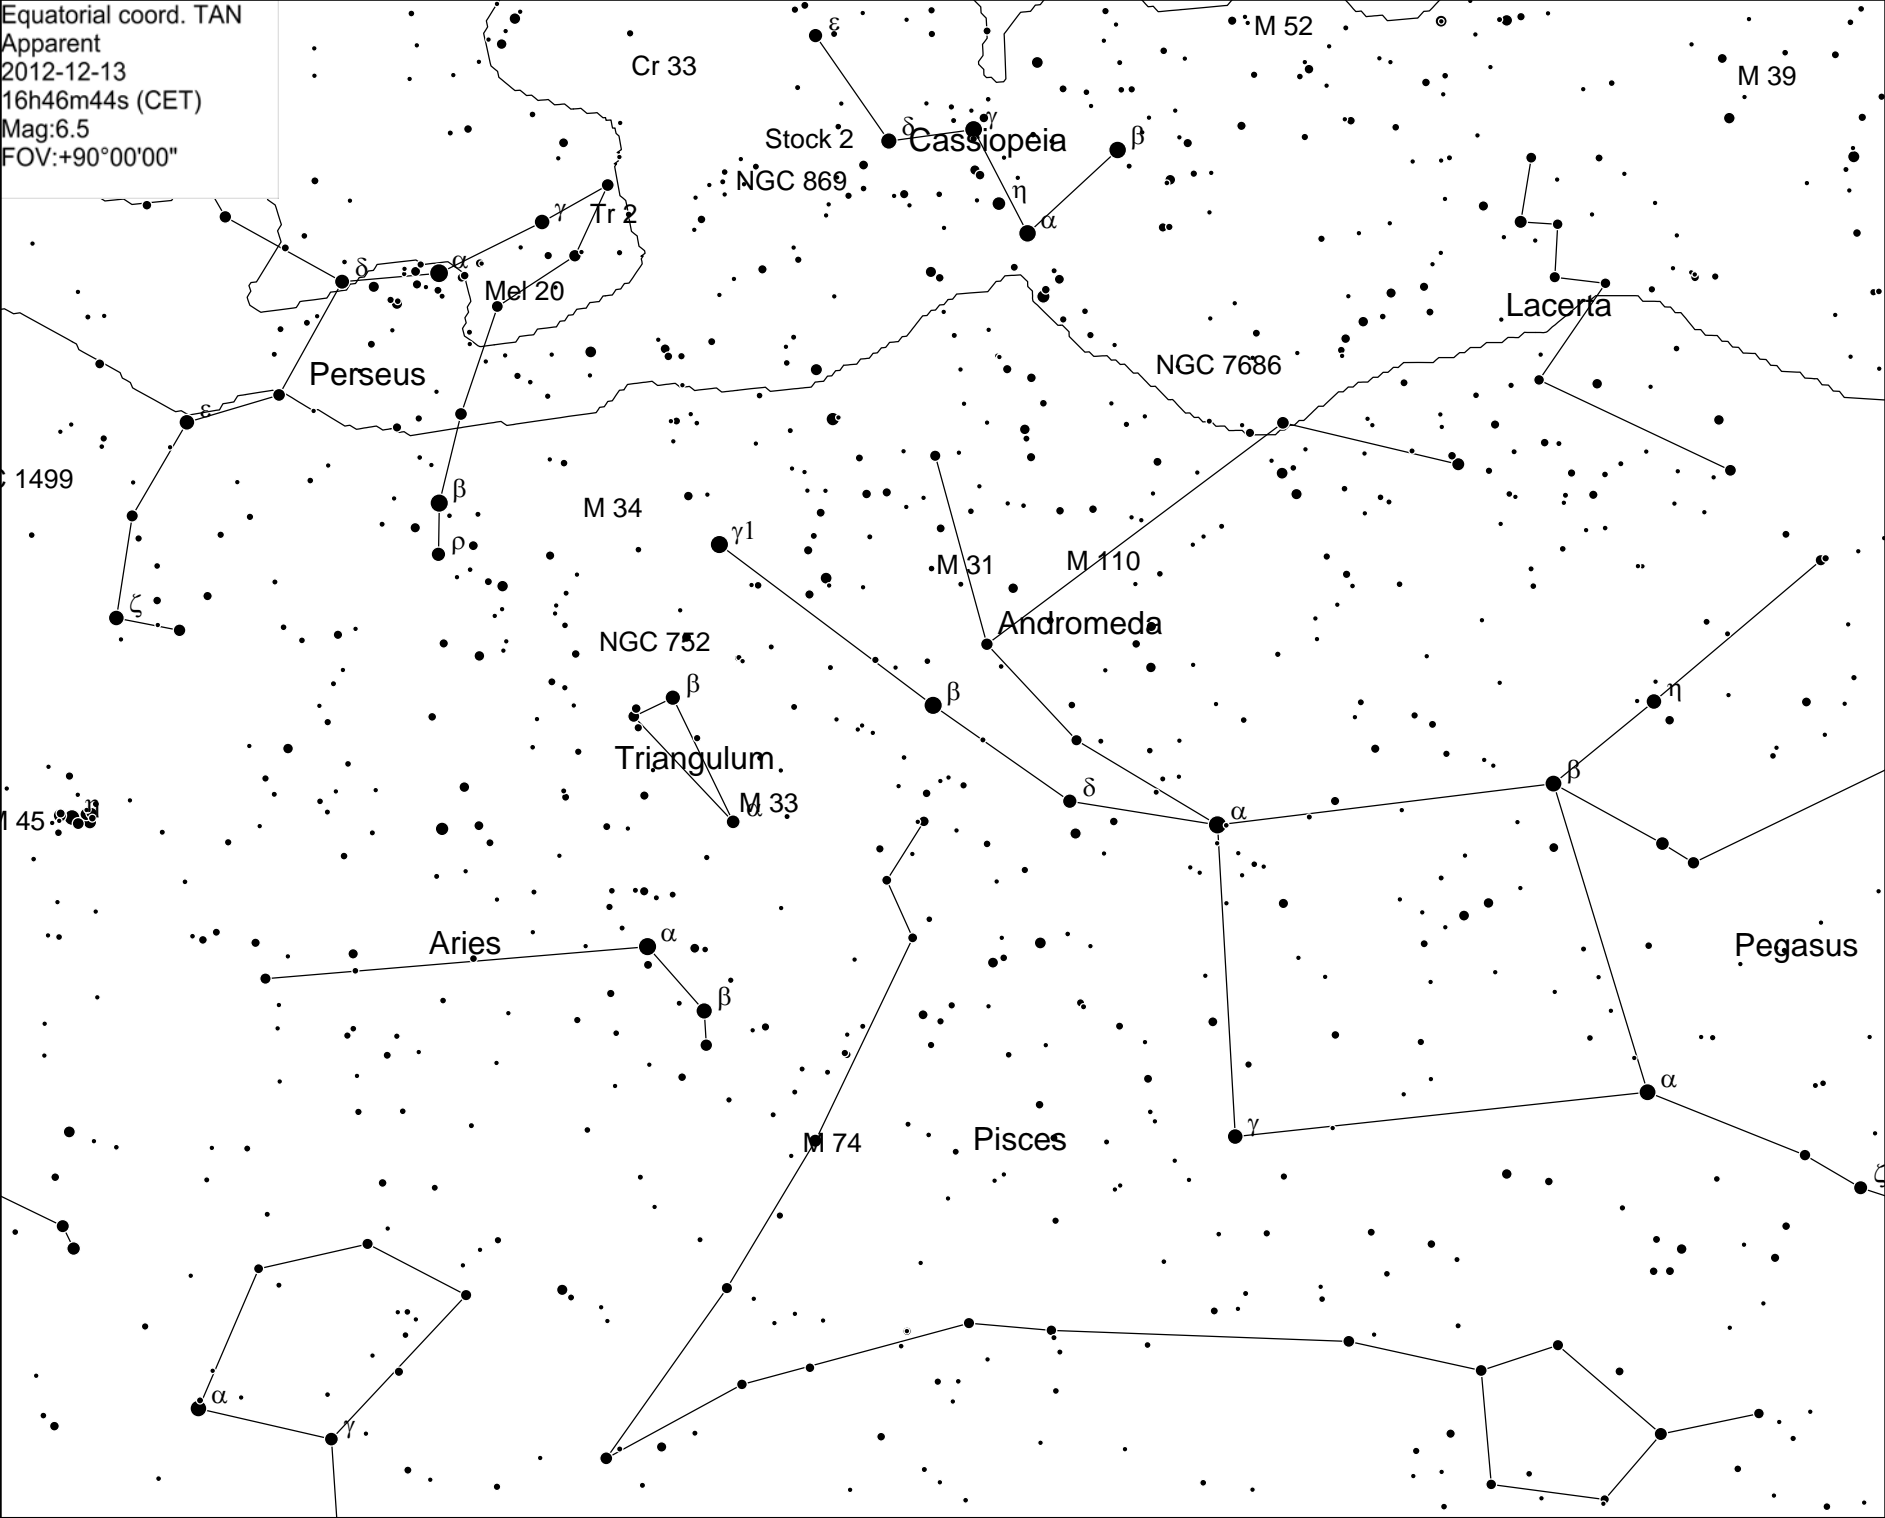 Equatorial coord. TAN
Apparent
2012-12-13
16h46m44s (CET)
Mag:6.5
FOV:+90°00'00"
ε
M 52
Cr 33
M 39
δ
γ
β
Stock 2
Cassiopeia
NGC 869
η
γ
Tr 2
α
δ
α
Mel 20
Lacerta
NGC 7686
Perseus
ε
C 1499
β
M 34
γ1
ρ
M 31
M 110
ζ
Andromeda
NGC 752
β
β
η
Triangulum
β
δ
M 33
α
η
M 45
α
α
Aries
Pegasus
β
α
γ
M 74
Pisces
ζ
α
γ